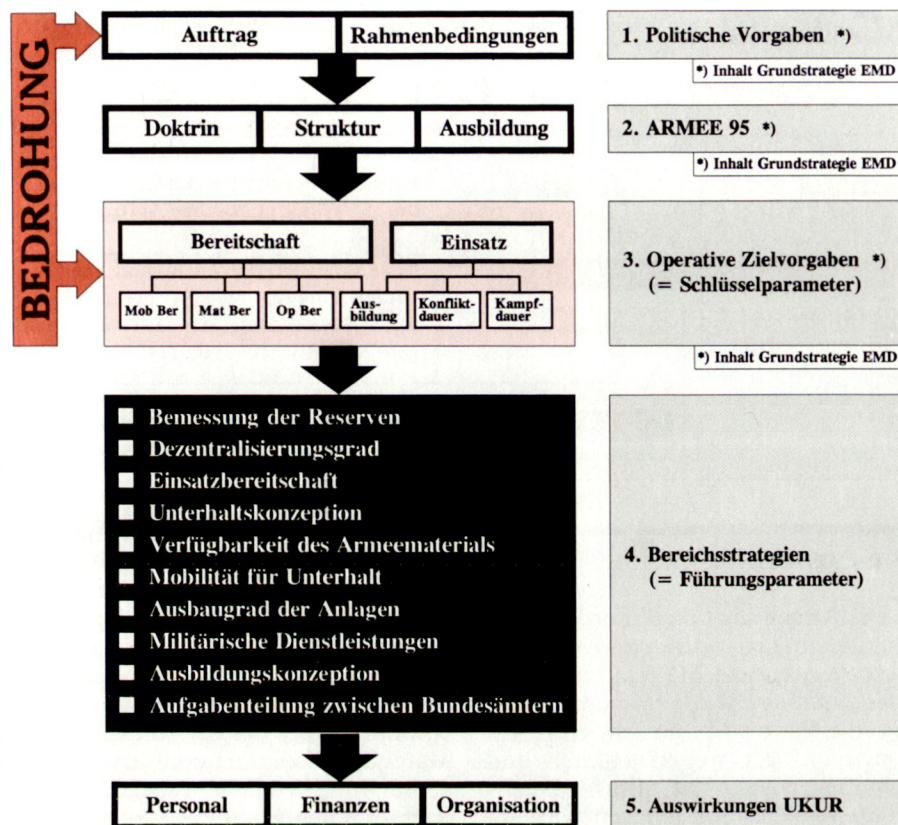 BEDROHUNG
Auftrag
Rahmenbedingungen
1. Politische Vorgaben *)
*) Inhalt Grundstrategie EMD
Doktrin
Struktur
Ausbildung
2. ARMEE 95 *)
*) Inhalt Grundstrategie EMD
Bereitschaft
Einsatz
Mob Ber
Mat Ber
Op Ber
Aus-
bildung
Konflikt-
dauer
Kampf-
dauer
3. Operative Zielvorgaben *)
(= Schlüsselparameter)
*) Inhalt Grundstrategie EMD
Bemessung der Reserven
Dezentralisierungsgrad
Einsatzbereitschaft
Unterhaltskonzeption
Verfügbarkeit des Armeematerials
Mobilität für Unterhalt
Ausbaugrad der Anlagen
Militärische Dienstleistungen
Ausbildungskonzeption
Aufgabenteilung zwischen Bundesämtern
4. Bereichsstrategien
(= Führungsparameter)
Personal
Finanzen
Organisation
5. Auswirkungen UKUR